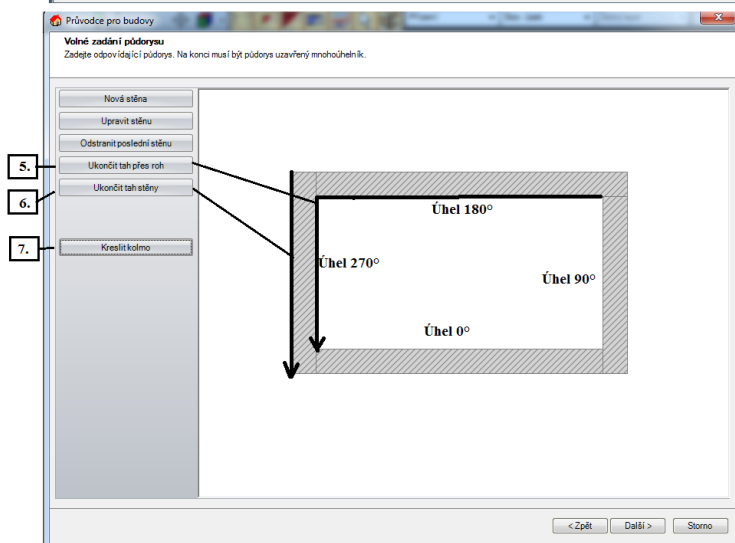 Průvodce pro budovy
Volné zadání půdorysu
Zadejte odpovídající půdorys. Na konci musí být půdorys uzavřený mnohoúhelník.
Nová stěna
Upravit stěnu
Odstranit poslední stěnu
5. Ukončit tah přes roh
6. Ukončit tah stěny
7. Kreslit kolmo
Úhel 180°
Úhel 270°
Úhel 90°
Úhel 0°
< Zpět Další > Storno